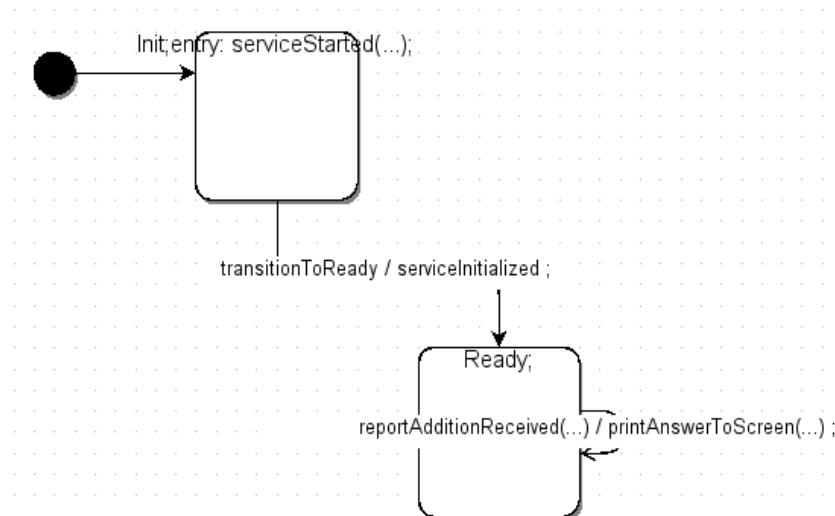 Init;entry: serviceStarted(...);
transitionToReady / serviceInitialized ;
Ready;
reportAdditionReceived(...) / printAnswerToScreen(...) ;